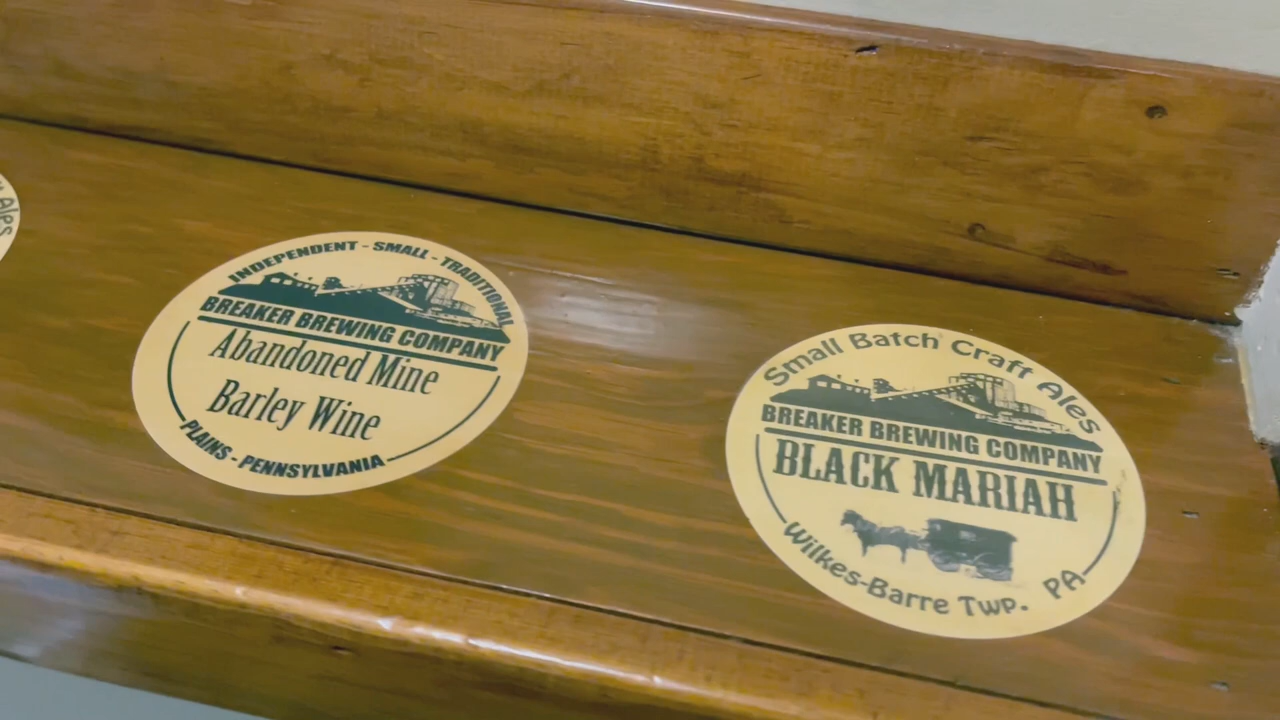 Ales
INDEPENDENT - SMALL - TRADITIONAL
BREAKER BREWING COMPANY
Abandoned Mine
Barley Wine
PLAINS - PENNSYLVANIA
Small Batch Craft Ales
BREAKER BREWING COMPANY
BLACK MARIAH
Wilkes-Barre Twp. PA